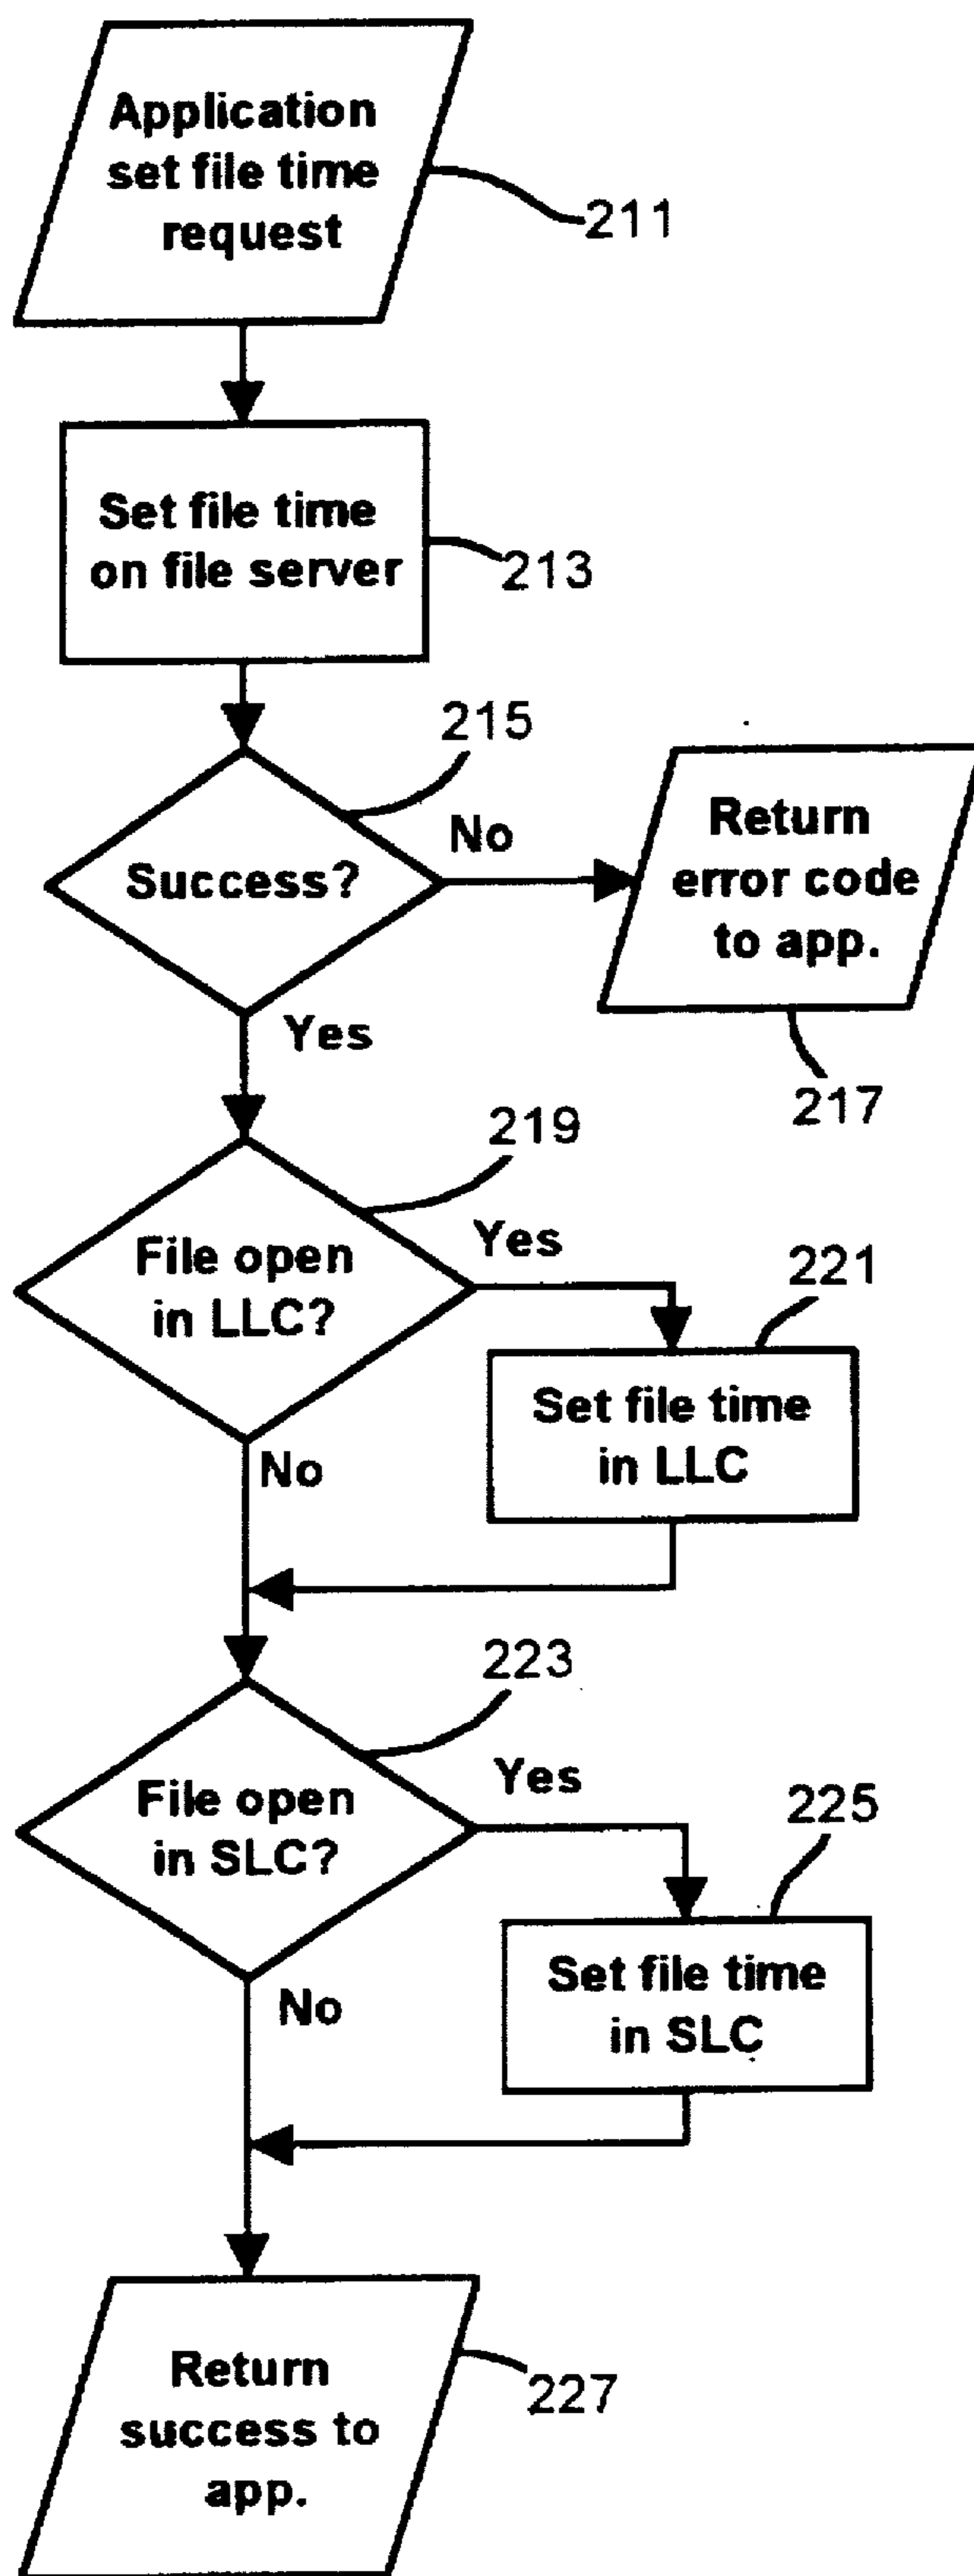 Application
set file time
request
211
Set file time
on file server
213
215
Success?
No
Return
error code
to app.
217
Yes
219
File open
in LLC?
Yes
221
Set file time
in LLC
No
223
File open
in SLC?
Yes
225
Set file time
in SLC
No
Return
success to
app.
227